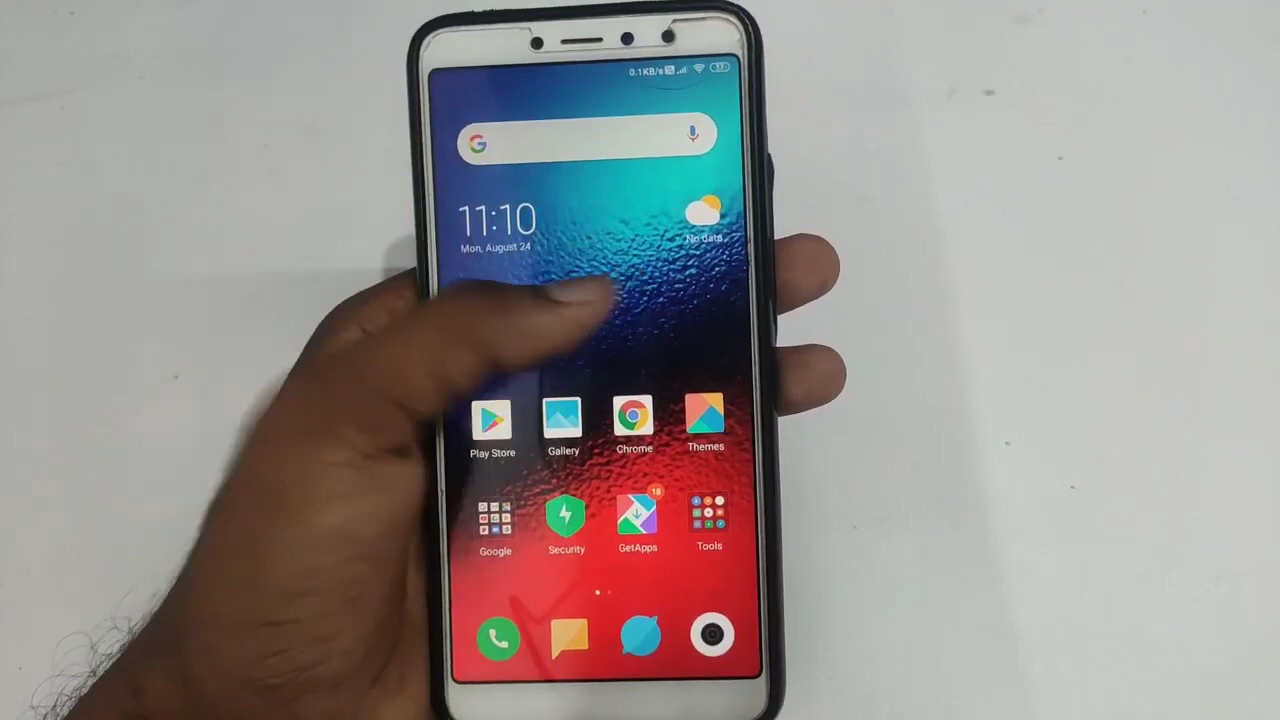 0.1KB/s
11:10
Mon, August 24
No data
Play Store
Gallery
Chrome
Themes
18
Google
Security
GetApps
Tools